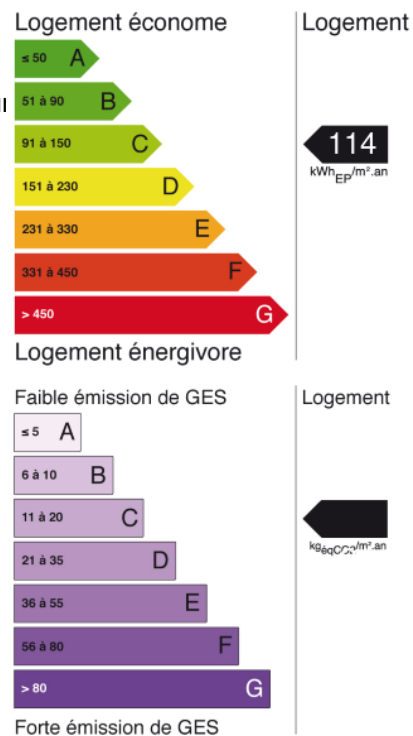 Logement économe
Logement
≤ 50 A
51 à 90 B
91 à 150 C
114
kWhEP/m².an
151 à 230 D
231 à 330 E
331 à 450 F
> 450 G
Logement énergivore
Faible émission de GES
Logement
≤ 5 A
6 à 10 B
11 à 20 C
21 à 35 D
36 à 55 E
56 à 80 F
> 80 G
Forte émission de GES